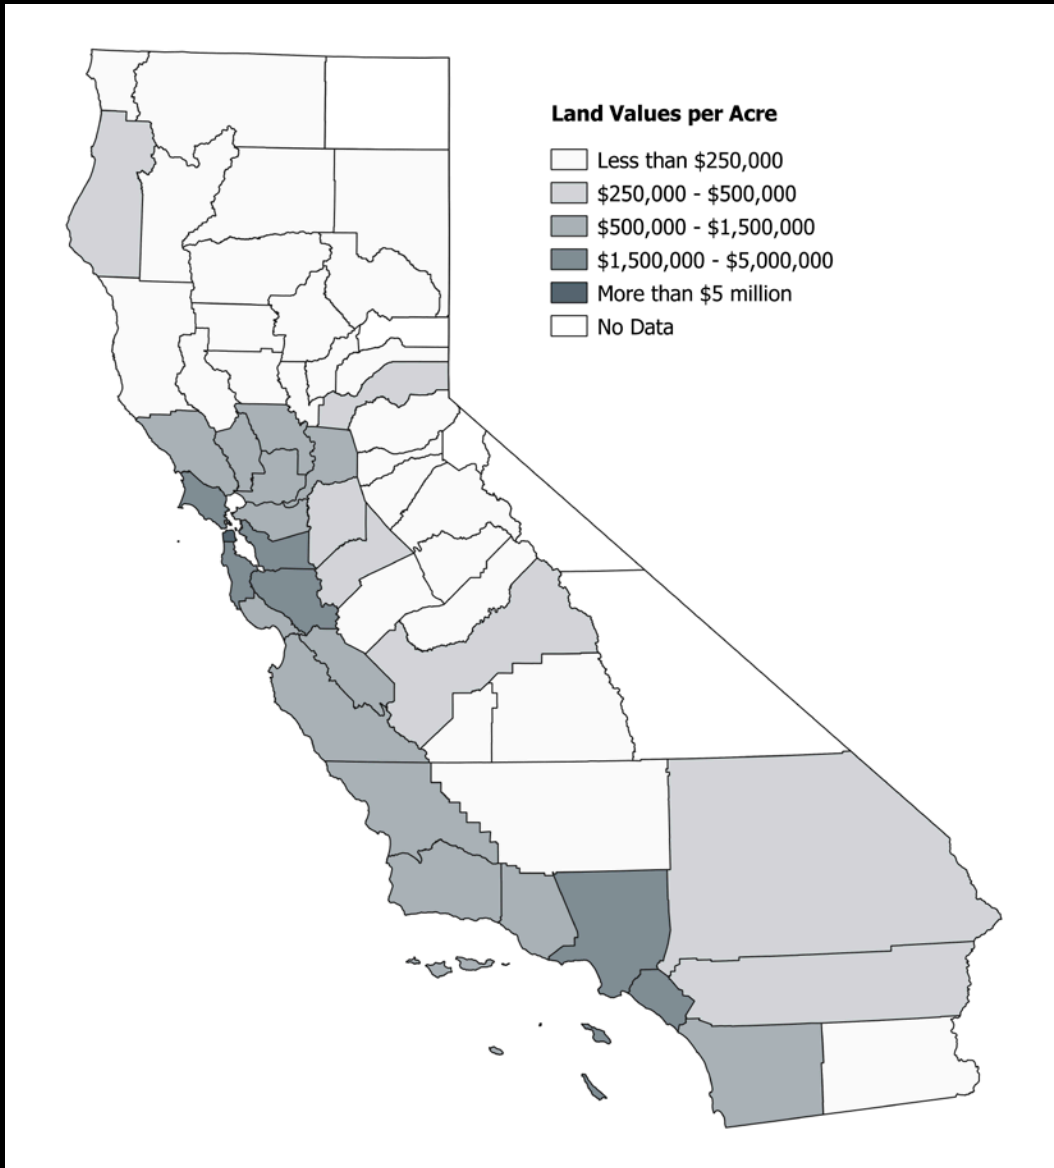 Land Values per Acre
Less than $250,000
$250,000 - $500,000
$500,000 - $1,500,000
$1,500,000 - $5,000,000
More than $5 million
No Data